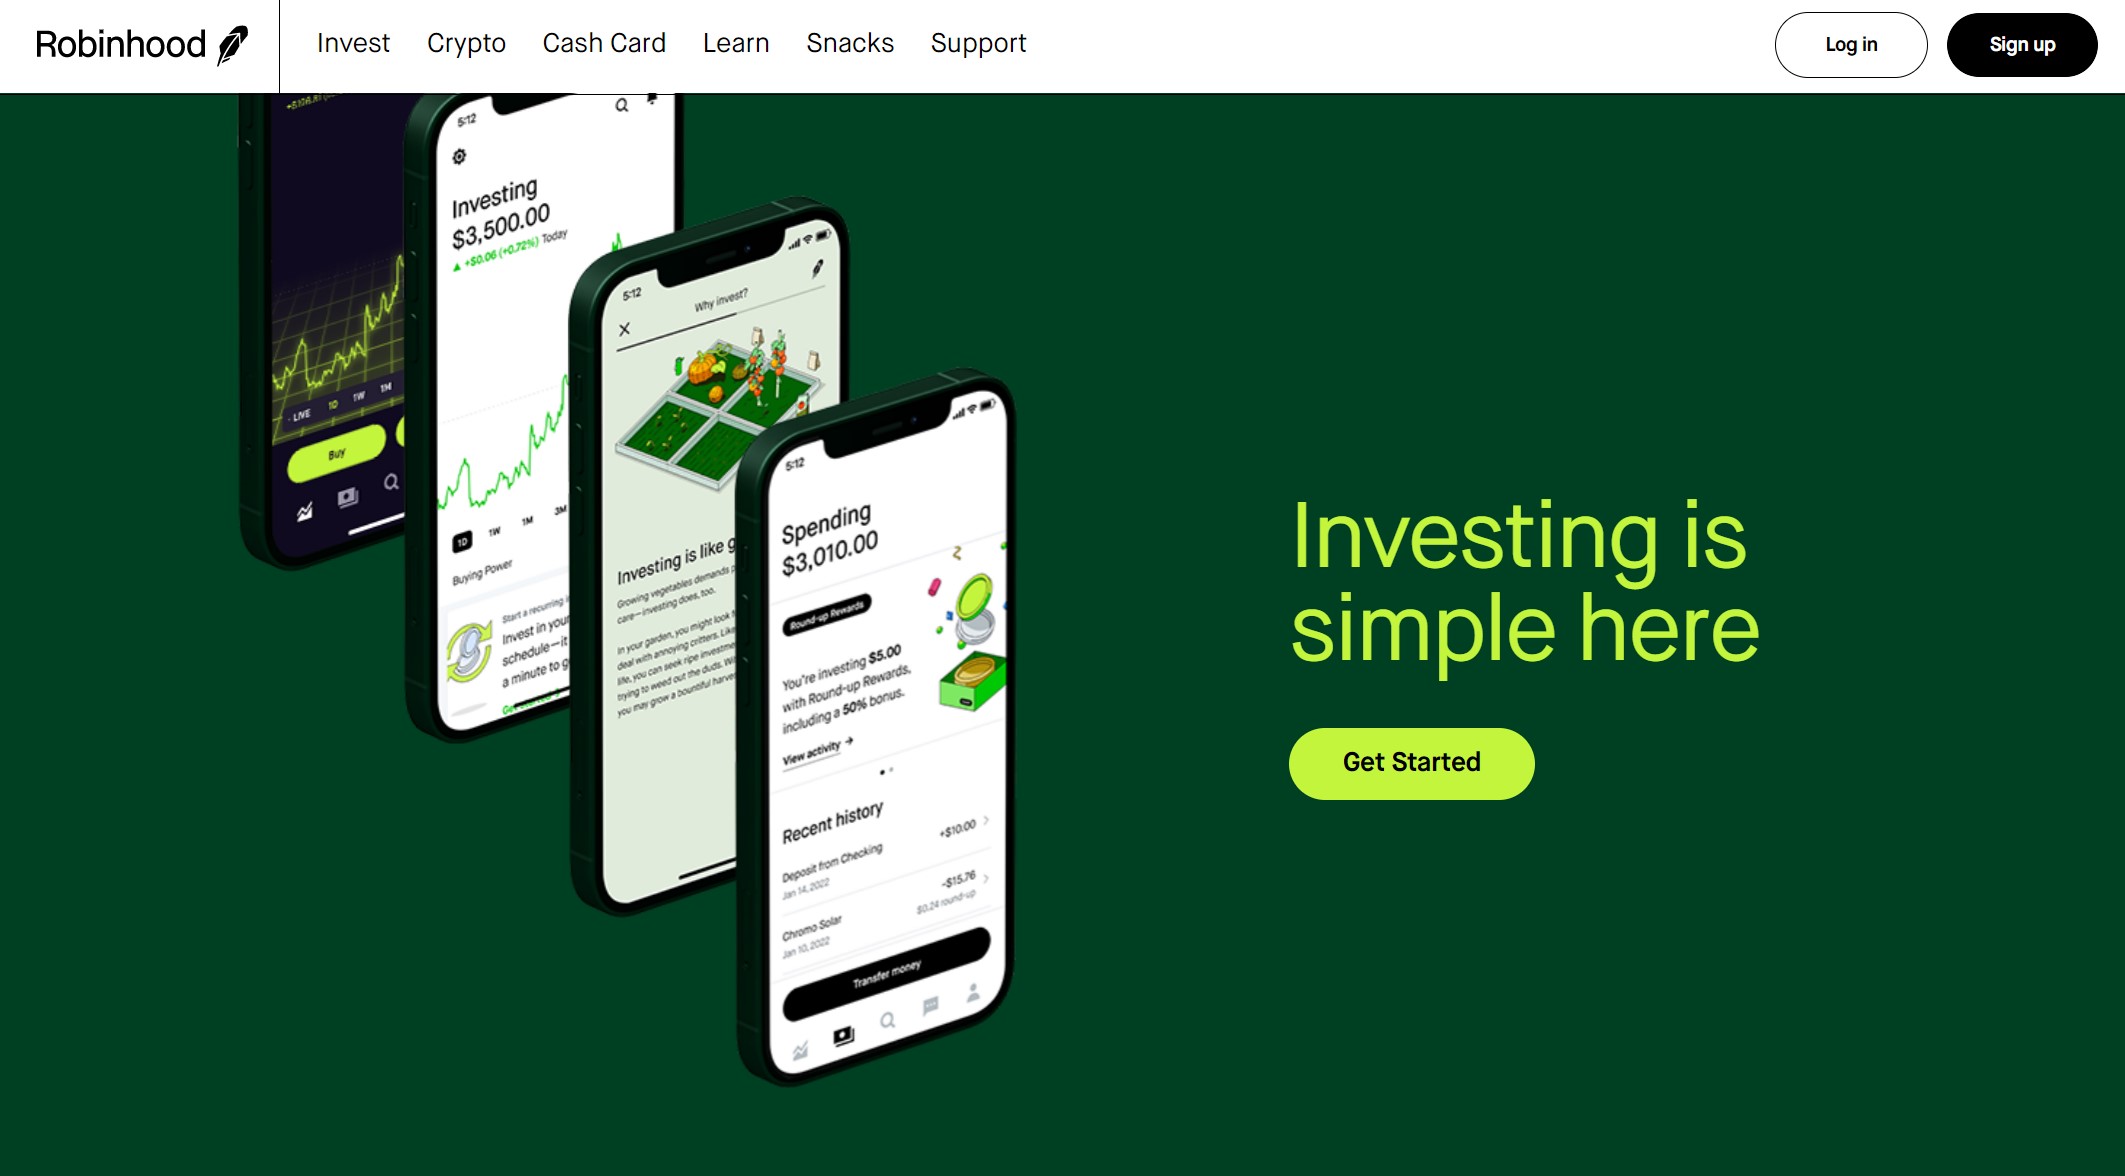 Robinhood
Invest
Crypto
Cash Card
Learn
Snacks
Support
Log in
Sign up
LIVE
1D
1W
1M
Buy
5:12
Investing
$3,500.00
+$0.06 (+0.72%) Today
1D
1W
1M
3M
Buying Power
Start a recurring
Invest in your
schedule—it
a minute to
5:12
Why invest?
Investing is like
Growing vegetables demands
care—investing does, too.
In your garden, you might look
deal with annoying critters.
life, you can seek ripe
trying to weed out the duds.
you may grow a bountiful
5:12
Spending
$3,010.00
Round-up Rewards
You're investing $5.00
with Round-up Rewards,
including a 50% bonus.
View activity →
Recent history
Deposit from Checking
+$10.00
Jan 14, 2022
Chromo Solar
-$15.76
Jan 10, 2022
$0.24 round-up
Transfer money
Investing is
simple here
Get Started